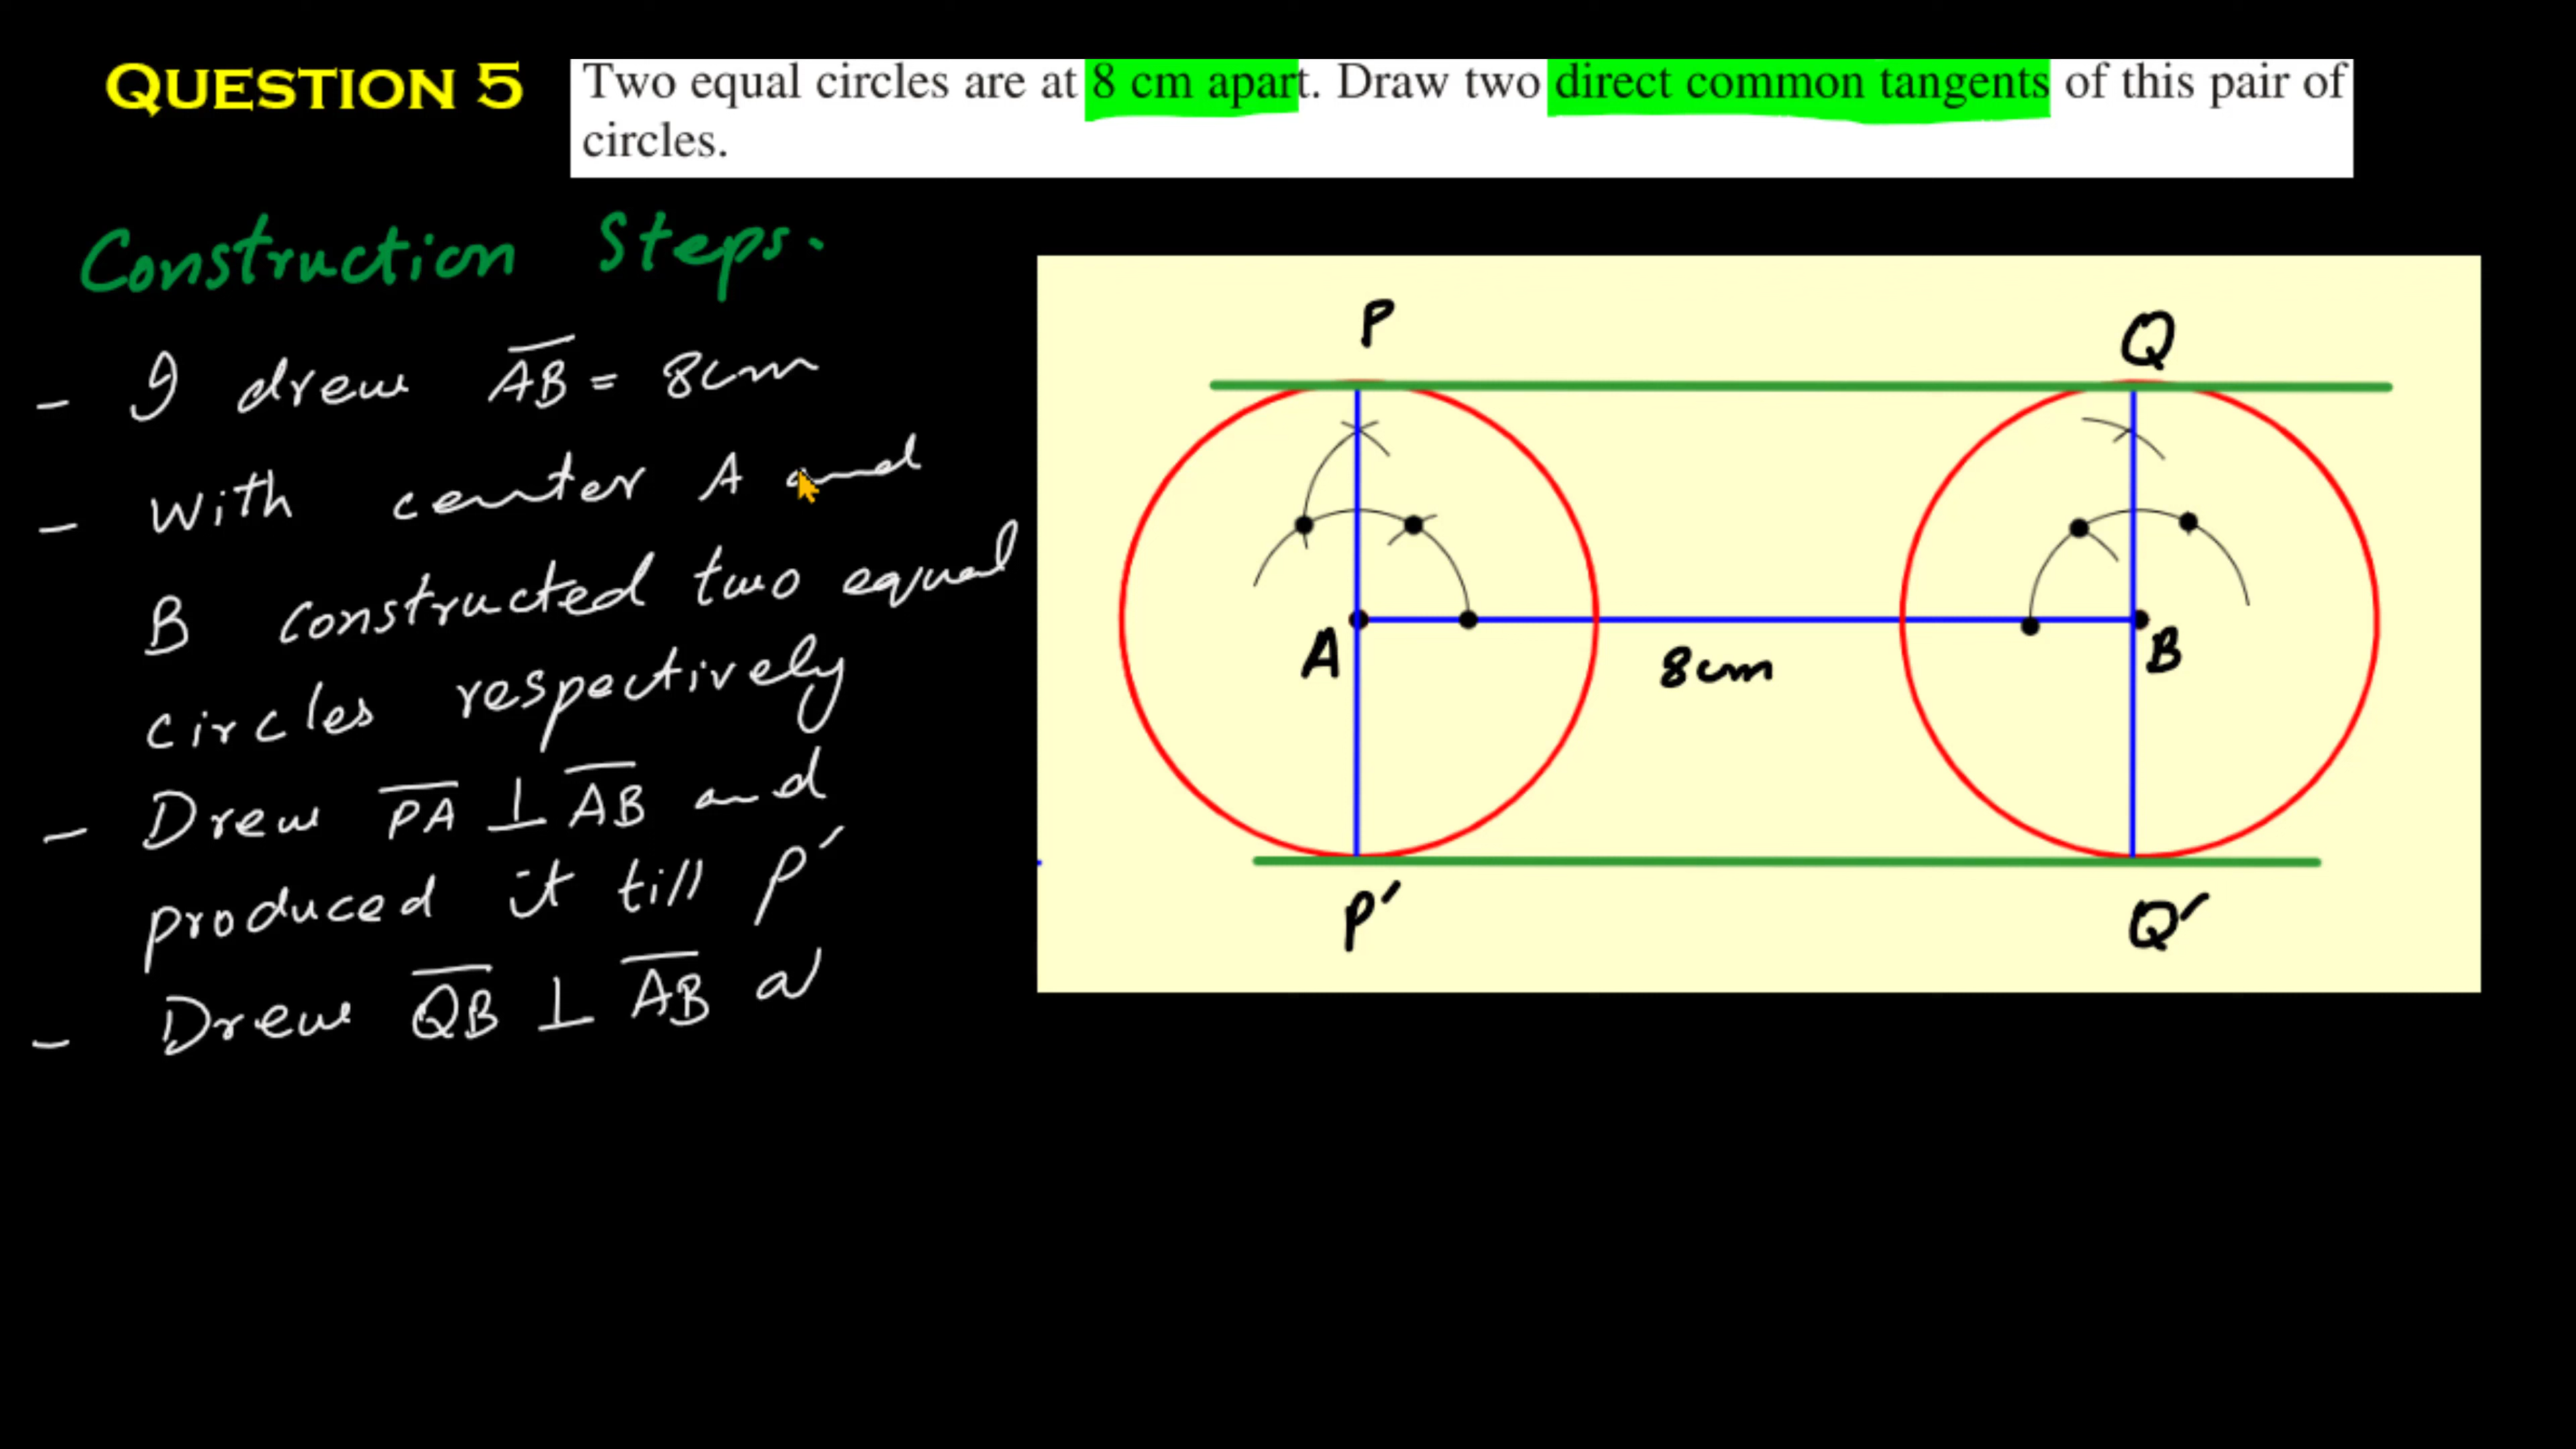 QUESTION 5
Two equal circles are at 8 cm apart. Draw two direct common tangents of this pair of
circles.
Construction Steps.
- I drew AB = 8cm
- With center A and
B constructed two equal
circles respectively
- Drew PA ⊥ AB and
produced it till P'
- Drew QB ⊥ AB a
P
Q
A
8cm
B
P'
Q'